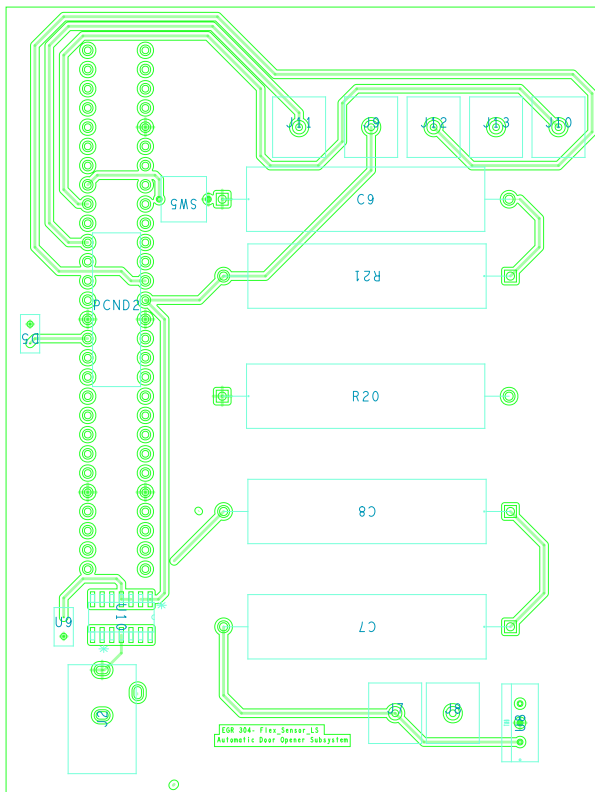 J11
J9
J12
J13
J10
SW5
C9
R21
PCND2
D5
R20
C8
U9
U10
C7
J2
J7
J8
U8
EGR 304- Flex_Sensor_LS
Automatic Door Opener Subsystem